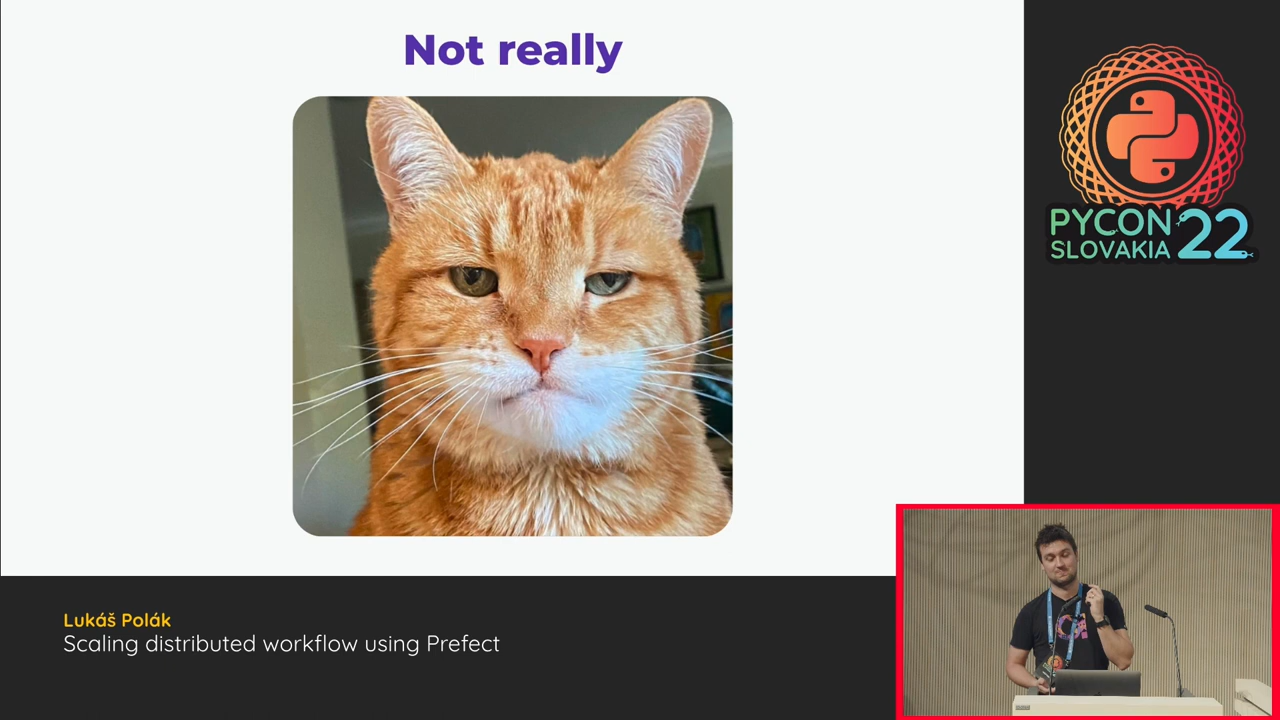 Not really
PYCON
SLOVAKIA
22
Lukáš Polák
Scaling distributed workflow using Prefect